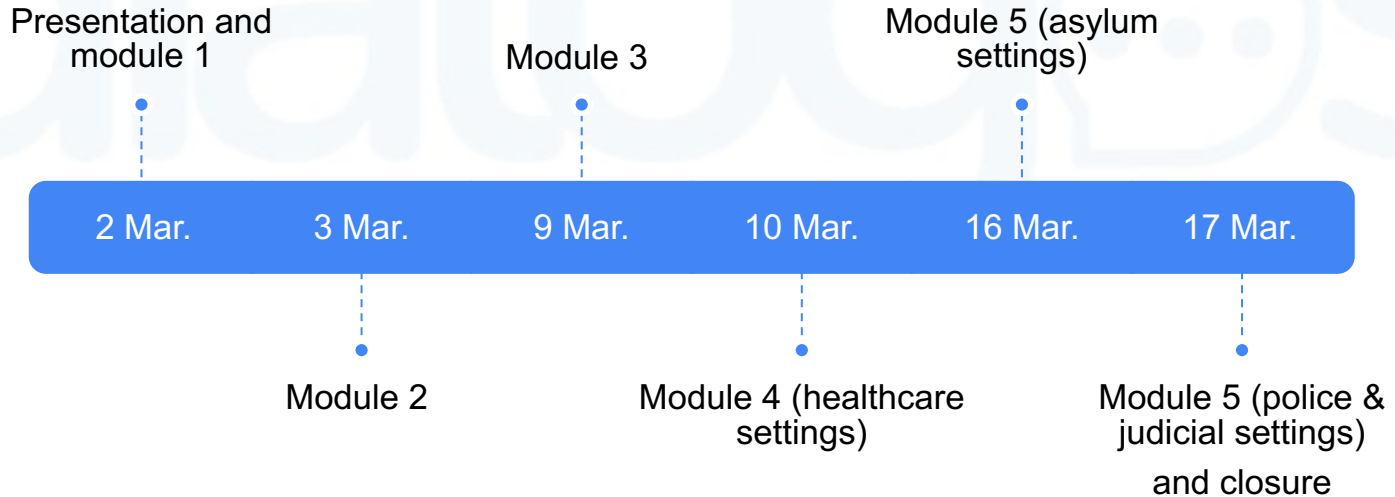 Presentation and
module 1
Module 3
Module 5 (asylum
settings)
2 Mar.
3 Mar.
9 Mar.
10 Mar.
16 Mar.
17 Mar.
Module 2
Module 4 (healthcare
settings)
Module 5 (police &
judicial settings)
and closure